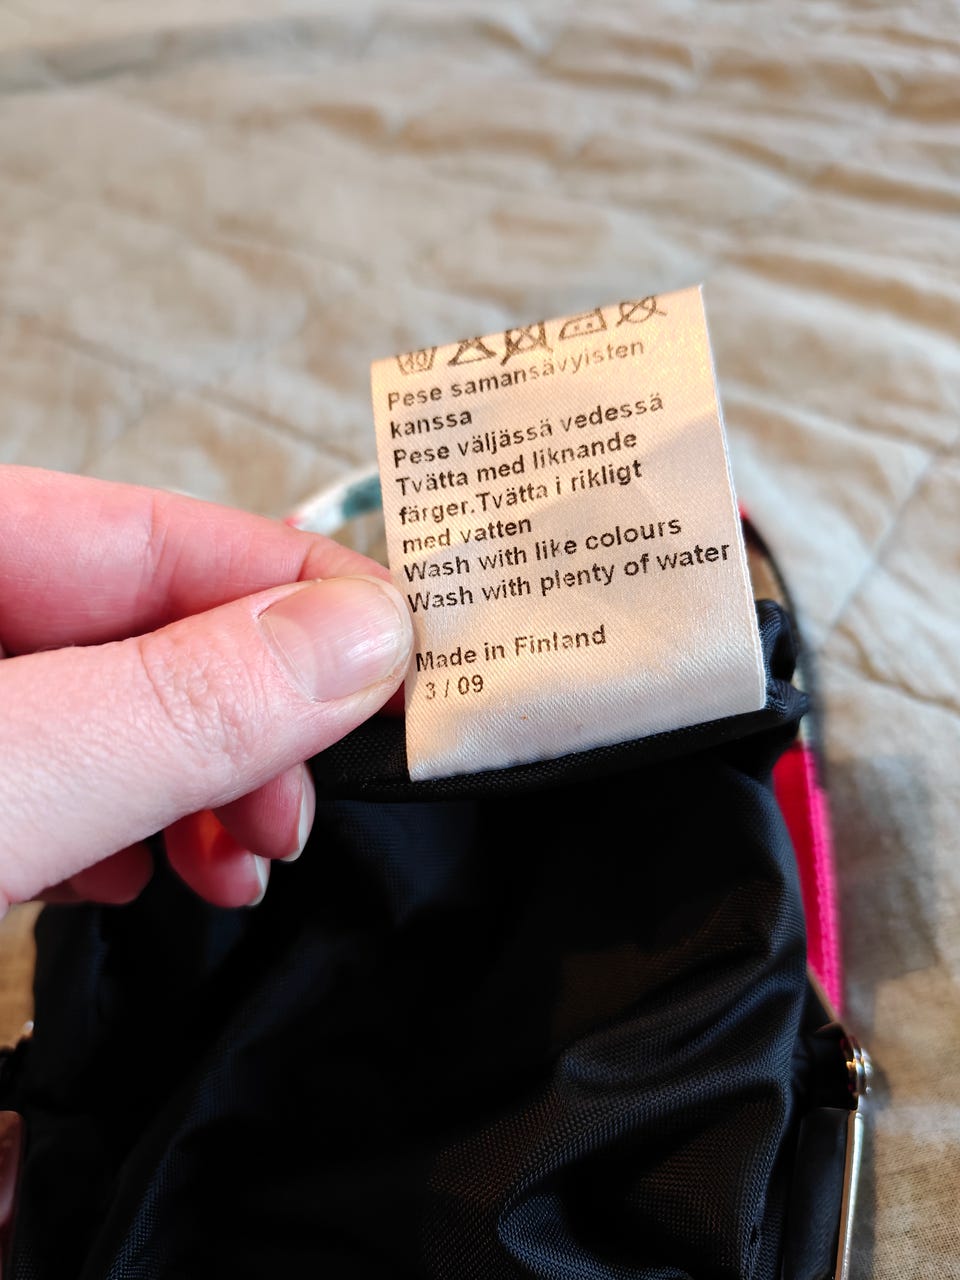 40
Pese samansävyisten
kanssa
Pese väljässä vedessä
Tvätta med liknande
färger.Tvätta i rikligt
med vatten
Wash with like colours
Wash with plenty of water
Made in Finland
3 / 09